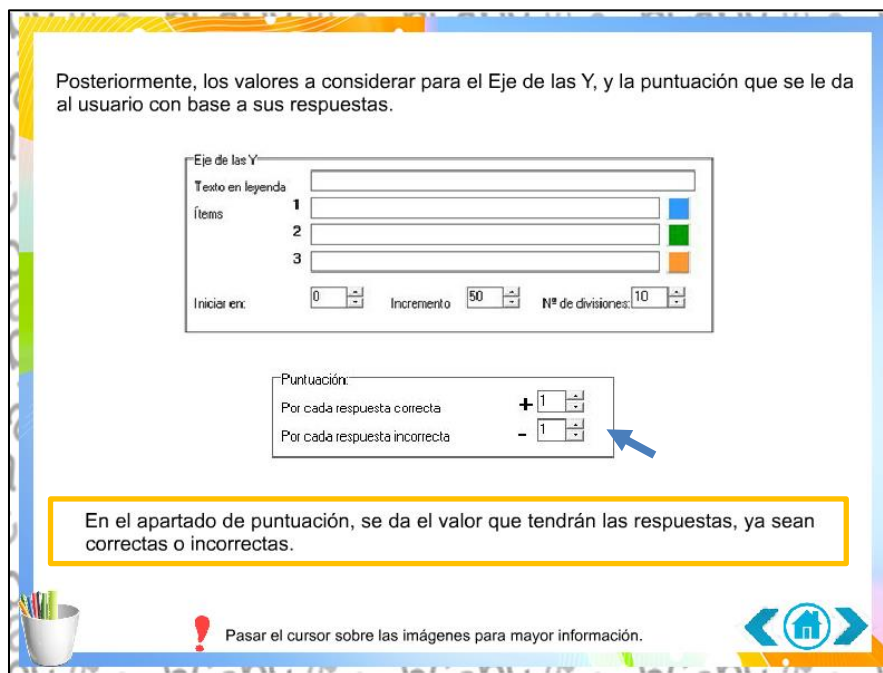 Posteriormente, los valores a considerar para el Eje de las Y, y la puntuación que se le da
al usuario con base a sus respuestas.
Eje de las Y
Texto en leyenda
Ítems
1
2
3
Iniciar en: 0 Incremento 50 Nº de divisiones: 10
Puntuación:
Por cada respuesta correcta + 1
Por cada respuesta incorrecta - 1
En el apartado de puntuación, se da el valor que tendrán las respuestas, ya sean
correctas o incorrectas.
Pasar el cursor sobre las imágenes para mayor información.